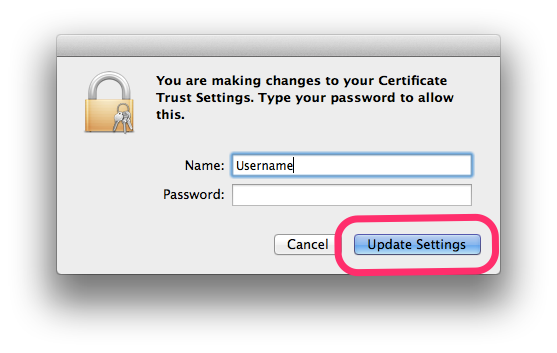 You are making changes to your Certificate
Trust Settings. Type your password to allow
this.
Name: Username
Password:
Cancel Update Settings